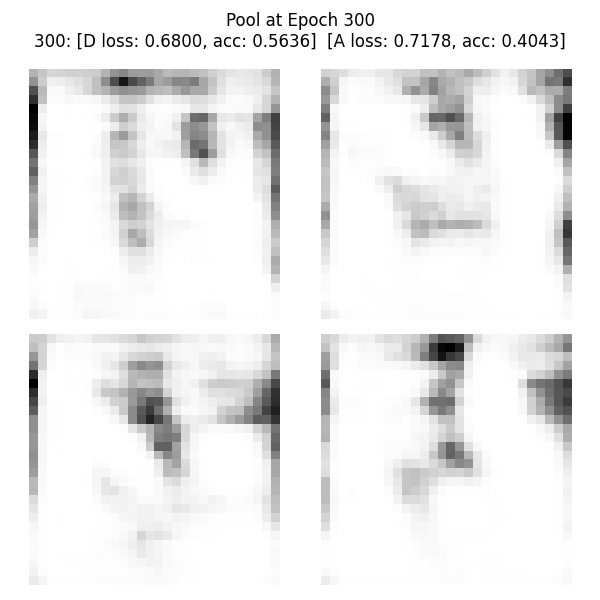 Pool at Epoch 300
300: [D loss: 0.6800, acc: 0.5636]  [A loss: 0.7178, acc: 0.4043]